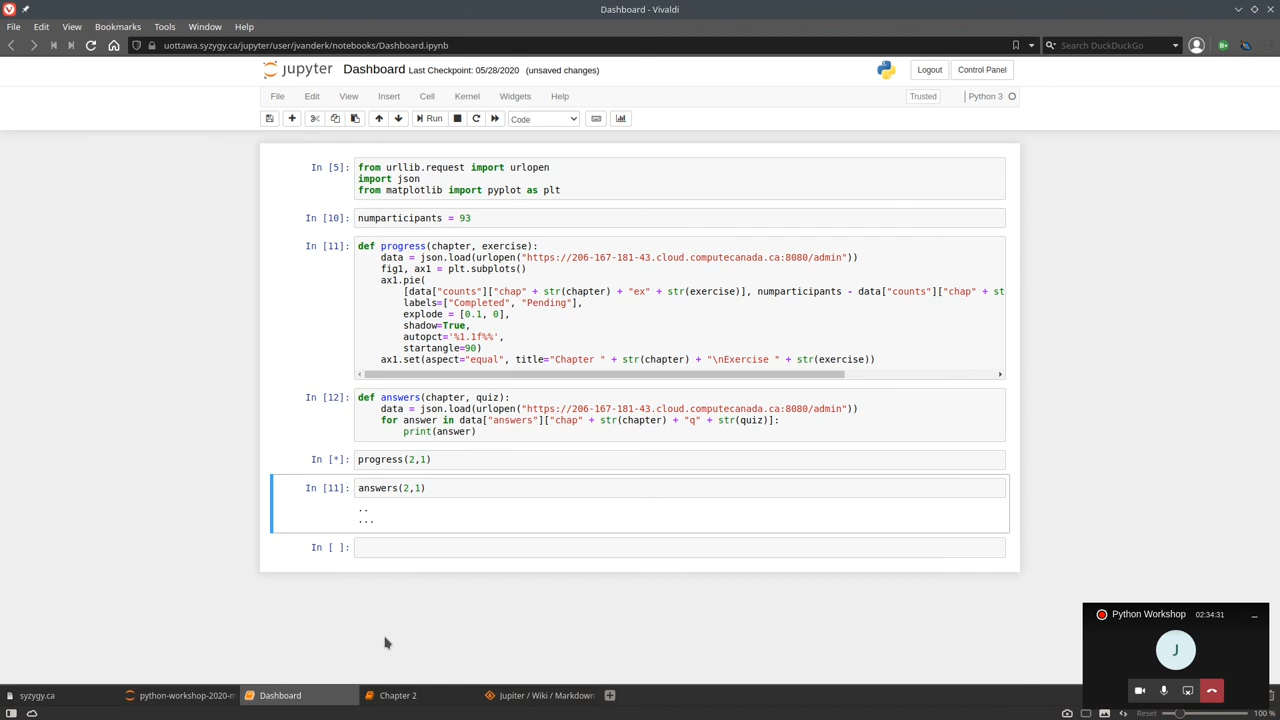 Dashboard - Vivaldi
File Edit View Bookmarks Tools Window Help
uottawa.syzygy.ca/jupyter/user/jvanderk/notebooks/Dashboard.ipynb
Search DuckDuckGo
jupyter Dashboard Last Checkpoint: 05/28/2020 (unsaved changes)
Logout Control Panel
File Edit View Insert Cell Kernel Widgets Help
Trusted Python 3
Run Code
In [5]: from urllib.request import urlopen
import json
from matplotlib import pyplot as plt
In [10]: numparticipants = 93
In [11]: def progress(chapter, exercise):
data = json.load(urlopen("https://206-167-181-43.cloud.computecanada.ca:8080/admin"))
fig1, ax1 = plt.subplots()
ax1.pie(
[data["counts"]["chap" + str(chapter) + "ex" + str(exercise)], numparticipants - data["counts"]["chap" + st
labels=["Completed", "Pending"],
explode = [0.1, 0],
shadow=True,
autopct='%1.1f%%',
startangle=90)
ax1.set(aspect="equal", title="Chapter " + str(chapter) + "\nExercise " + str(exercise))
In [12]: def answers(chapter, quiz):
data = json.load(urlopen("https://206-167-181-43.cloud.computecanada.ca:8080/admin"))
for answer in data["answers"]["chap" + str(chapter) + "q" + str(quiz)]:
print(answer)
In [*]: progress(2,1)
In [11]: answers(2,1)
..
...
In [ ]:
Python Workshop 02:34:31
J
syzygy.ca python-workshop-2020-m Dashboard Chapter 2 Jupiter / Wiki / Markdown
Reset 100 %